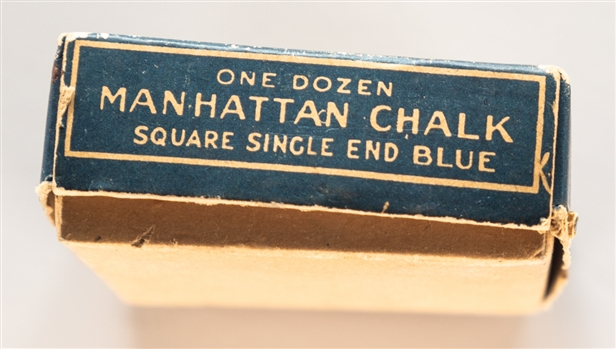 ONE DOZEN
MANHATTAN CHALK
SQUARE SINGLE END BLUE